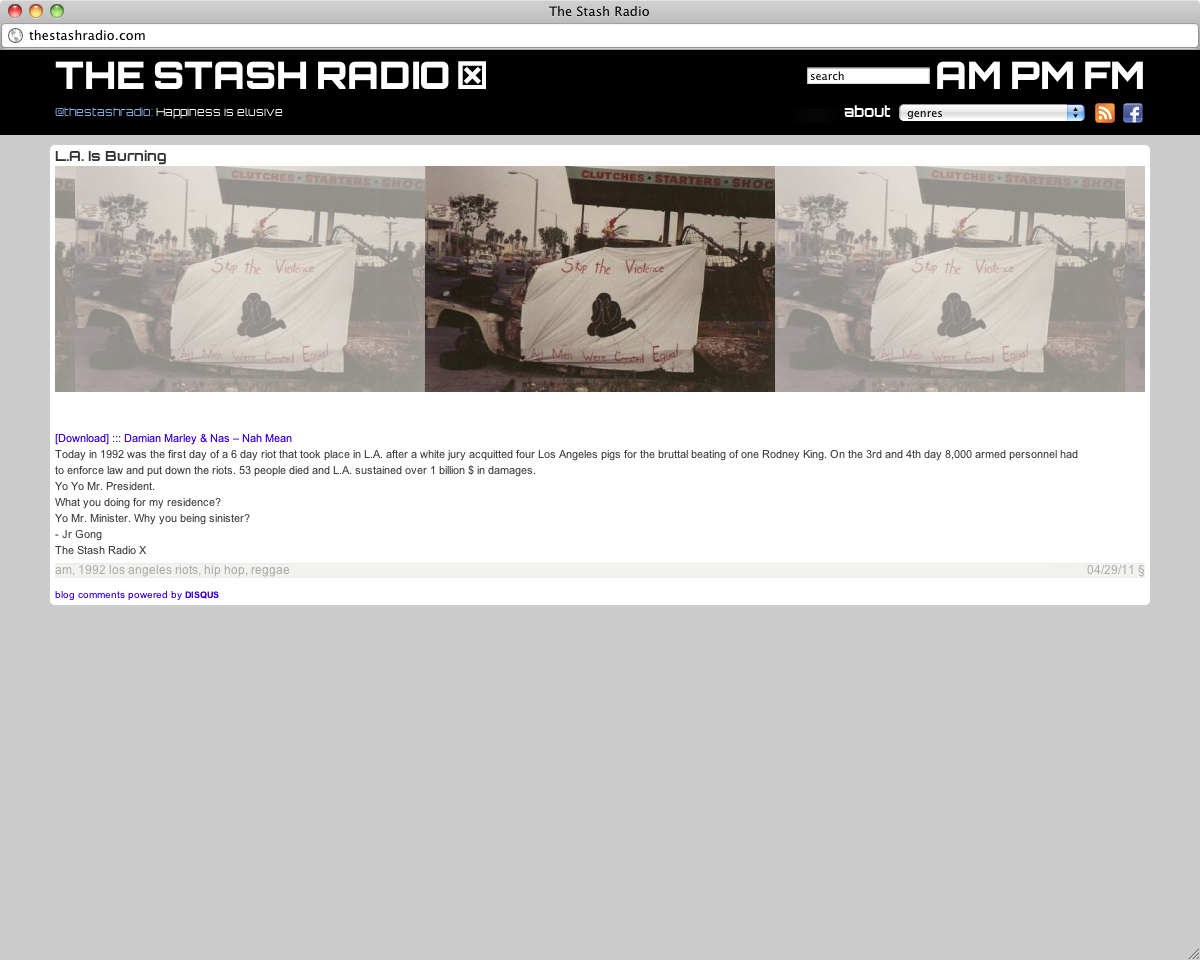 The Stash Radio
thestashradio.com
THE STASH RADIO X
search
AM PM FM
@thestashradio: Happiness is elusive
about
genres
L.A. Is Burning
CLUTCHES • STARTERS • SHOC
CLUTCHES • STARTERS • SHOC
CLUTCHES • STARTERS • SHOC
Stop the Violence
Stop the Violence
Stop the Violence
All Men Were Created Equal
All Men Were Created Equal
All Men Were Created Equal
[Download] ::: Damian Marley & Nas – Nah Mean
Today in 1992 was the first day of a 6 day riot that took place in L.A. after a white jury acquitted four Los Angeles pigs for the bruttal beating of one Rodney King. On the 3rd and 4th day 8,000 armed personnel had
to enforce law and put down the riots. 53 people died and L.A. sustained over 1 billion $ in damages.
Yo Yo Mr. President.
What you doing for my residence?
Yo Mr. Minister. Why you being sinister?
- Jr Gong
The Stash Radio X
am, 1992 los angeles riots, hip hop, reggae
04/29/11 §
blog comments powered by DISQUS